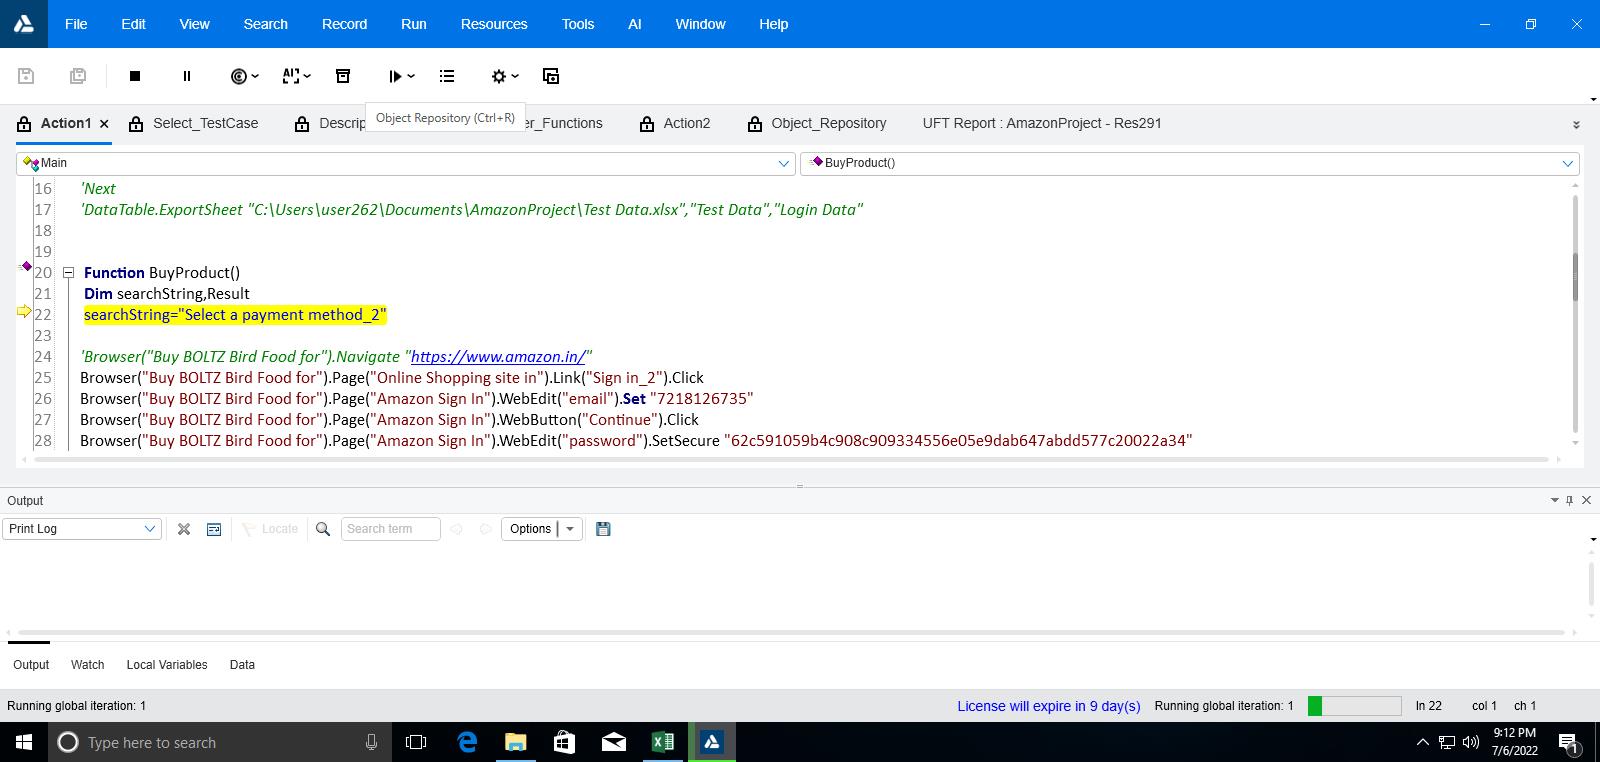 File Edit View Search Record Run Resources Tools AI Window Help
Object Repository (Ctrl+R)
Action1 Select_TestCase Descrip er_Functions Action2 Object_Repository UFT Report : AmazonProject - Res291
Main BuyProduct()
16 'Next
17 'DataTable.ExportSheet "C:\Users\user262\Documents\AmazonProject\Test Data.xlsx","Test Data","Login Data"
18
19
20 Function BuyProduct()
21 Dim searchString,Result
22 searchString="Select a payment method_2"
23
24 'Browser("Buy BOLTZ Bird Food for").Navigate "https://www.amazon.in/"
25 Browser("Buy BOLTZ Bird Food for").Page("Online Shopping site in").Link("Sign in_2").Click
26 Browser("Buy BOLTZ Bird Food for").Page("Amazon Sign In").WebEdit("email").Set "7218126735"
27 Browser("Buy BOLTZ Bird Food for").Page("Amazon Sign In").WebButton("Continue").Click
28 Browser("Buy BOLTZ Bird Food for").Page("Amazon Sign In").WebEdit("password").SetSecure "62c591059b4c908c909334556e05e9dab647abdd577c20022a34"
Output
Print Log Locate Search term Options
Output Watch Local Variables Data
Running global iteration: 1 License will expire in 9 day(s) Running global iteration: 1 ln 22 col 1 ch 1
Type here to search
9:12 PM
7/6/2022
1